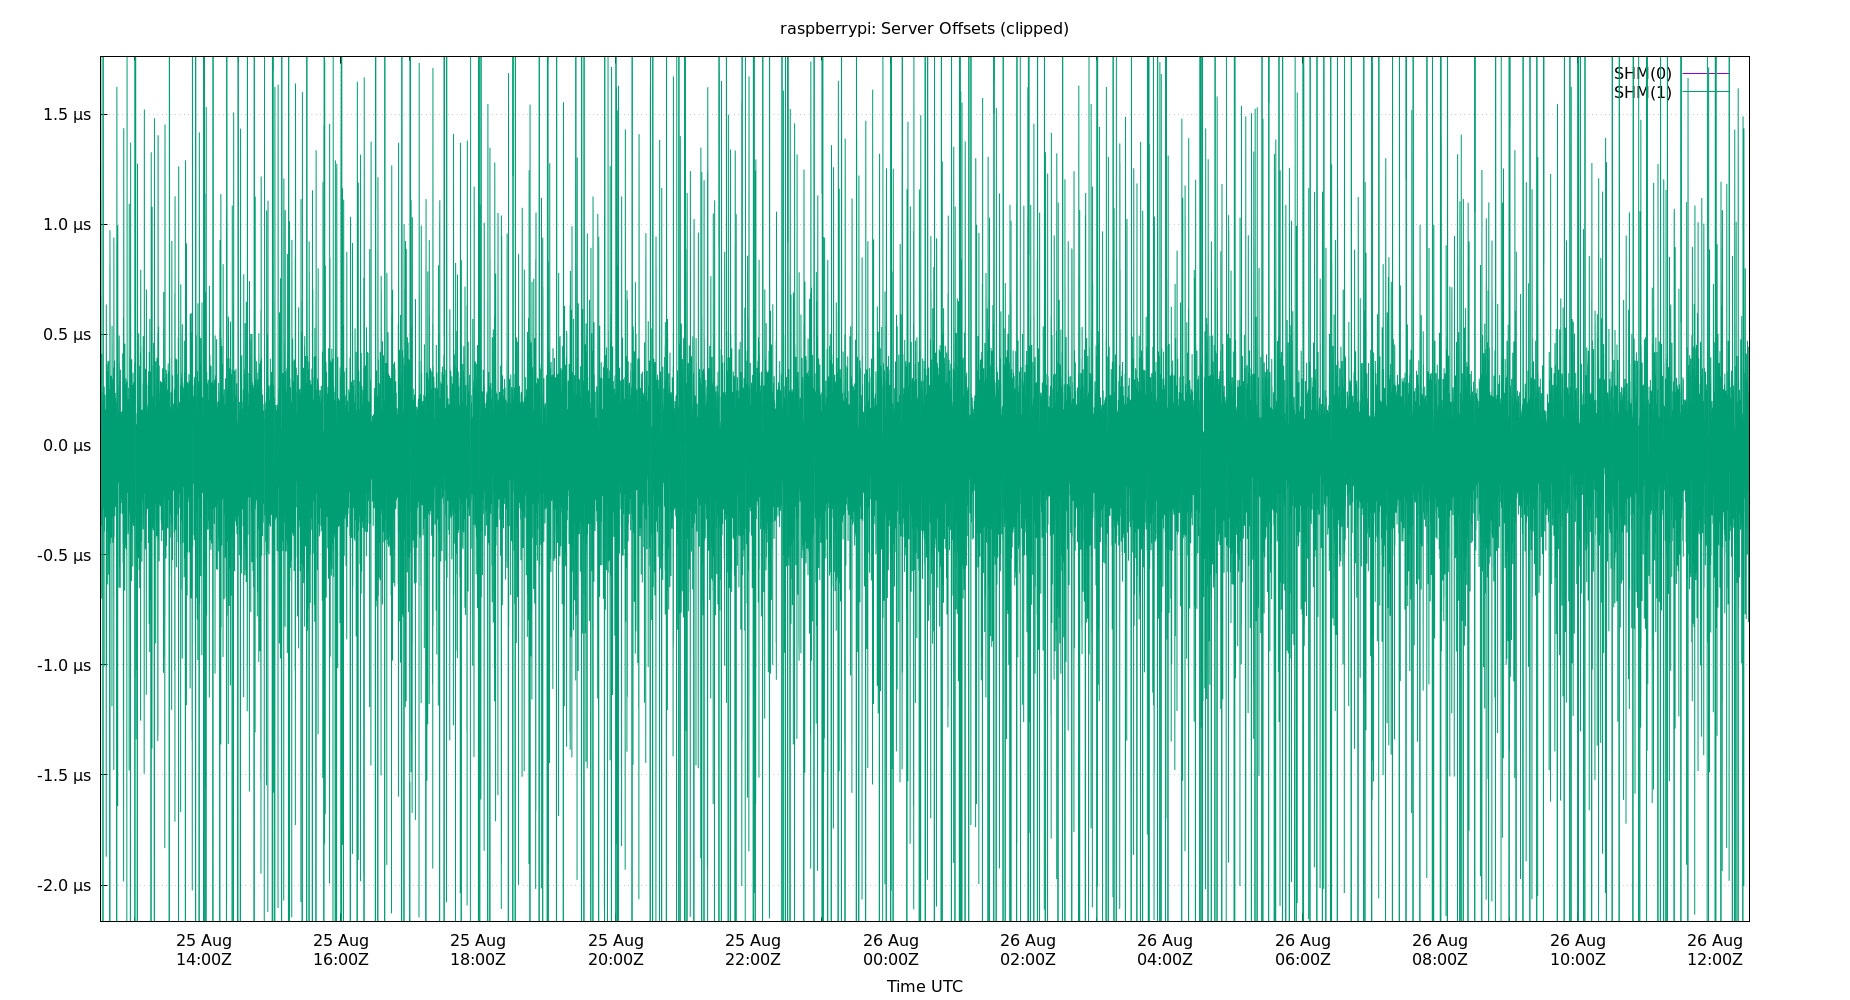 raspberrypi: Server Offsets (clipped)
SHM(0)
SHM(1)
1.5 µs
1.0 µs
0.5 µs
0.0 µs
-0.5 µs
-1.0 µs
-1.5 µs
-2.0 µs
25 Aug 25 Aug 25 Aug 25 Aug 25 Aug 26 Aug 26 Aug 26 Aug 26 Aug 26 Aug 26 Aug 26 Aug
14:00Z 16:00Z 18:00Z 20:00Z 22:00Z 00:00Z 02:00Z 04:00Z 06:00Z 08:00Z 10:00Z 12:00Z
Time UTC